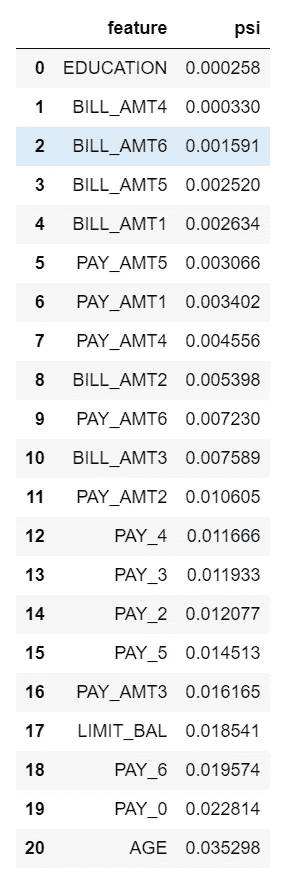 feature psi
0 EDUCATION 0.000258
1 BILL_AMT4 0.000330
2 BILL_AMT6 0.001591
3 BILL_AMT5 0.002520
4 BILL_AMT1 0.002634
5 PAY_AMT5 0.003066
6 PAY_AMT1 0.003402
7 PAY_AMT4 0.004556
8 BILL_AMT2 0.005398
9 PAY_AMT6 0.007230
10 BILL_AMT3 0.007589
11 PAY_AMT2 0.010605
12 PAY_4 0.011666
13 PAY_3 0.011933
14 PAY_2 0.012077
15 PAY_5 0.014513
16 PAY_AMT3 0.016165
17 LIMIT_BAL 0.018541
18 PAY_6 0.019574
19 PAY_0 0.022814
20 AGE 0.035298